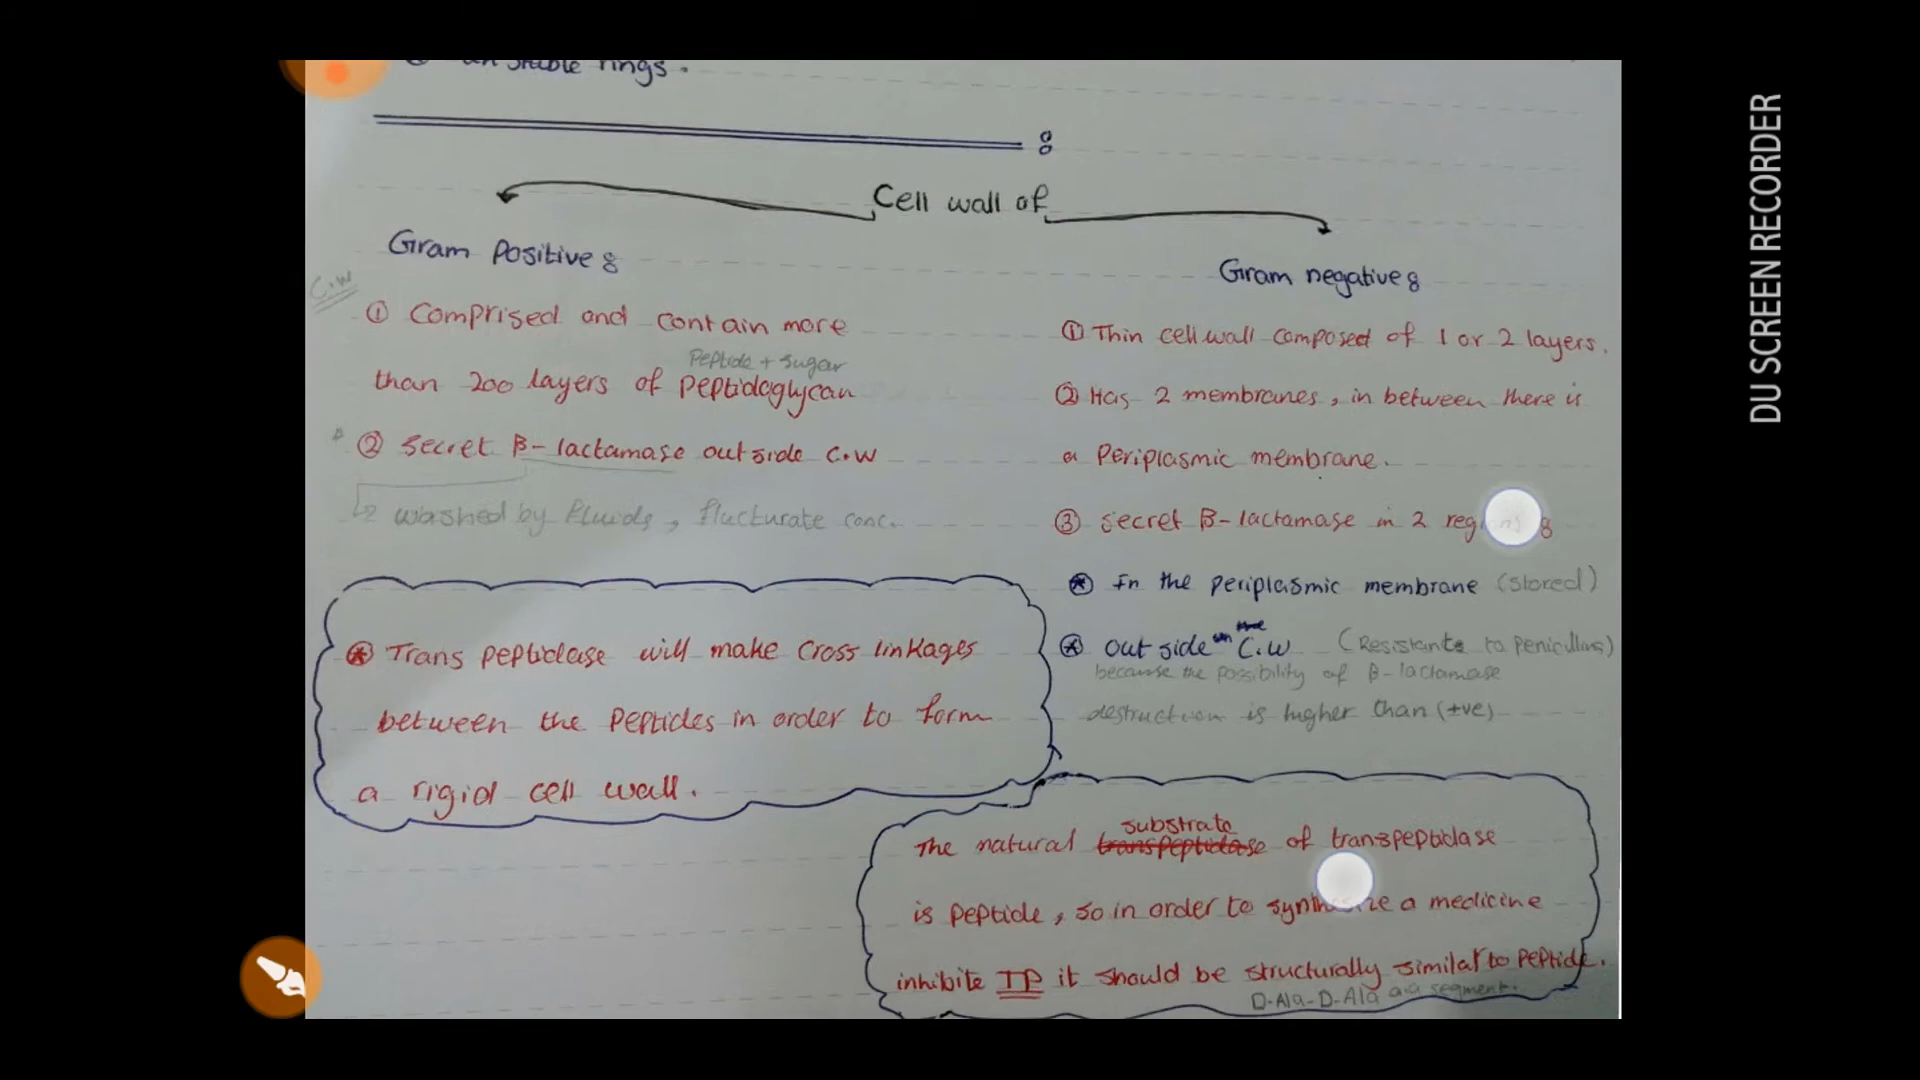 unstable rings.
Cell wall of
Gram Positive:
C.W
① Comprised and contain more
Peptide + sugar
than 200 layers of peptidoglycan
② secret β-lactamase outside C.W
washed by fluids, flucturate conc.
⊛ Trans peptidase will make cross linkages
between the peptides in order to form
a rigid cell wall.
Gram negative:
① Thin cell wall composed of 1 or 2 layers.
② Has 2 membranes, in between there is
a Periplasmic membrane.
③ secret β-lactamase in 2
⊛ In the periplasmic membrane (stored)
⊛ out side C.W (Resistant to penicillins)
because the possibility of β-lactamase
destruction is higher than (+ve)
substrate
The natural transpeptidase of transpeptidase
is peptide, so in order to synthesize a medicine
inhibite TP it should be structurally similar to peptide.
D-Ala-D-Ala a.a segment.
DU SCREEN RECORDER